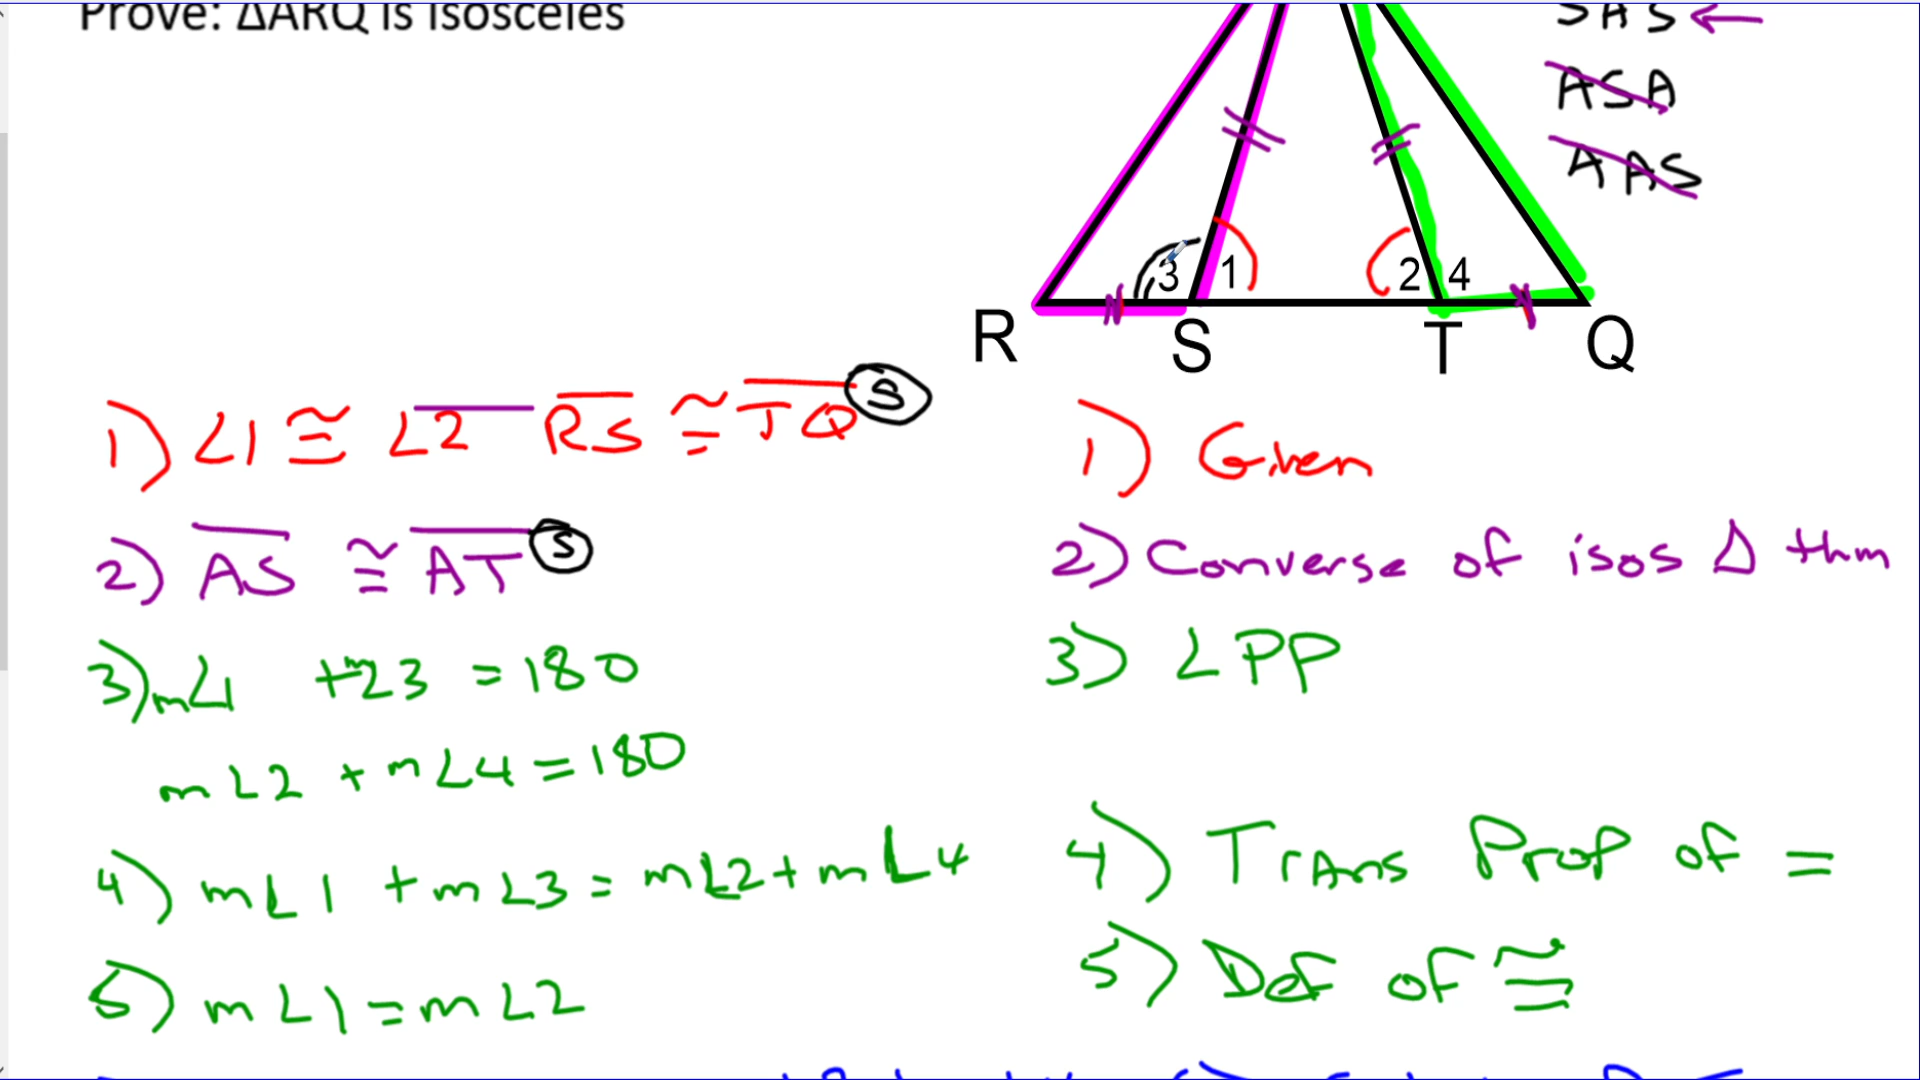 Prove: ΔARQ is isosceles
SAS ←
ASA
AAS
3 1 2 4
R S T Q
1) ∠1 ≅ ∠2 RS ≅ TQ Ⓢ
1) Given
2) AS ≅ AT Ⓢ
2) Converse of isos Δ thm
3) m∠1 + m∠3 = 180
3) LPP
m∠2 + m∠4 = 180
4) m∠1 + m∠3 = m∠2 + m∠4
4) Trans Prop of =
5) m∠1 = m∠2
5) Def of ≅